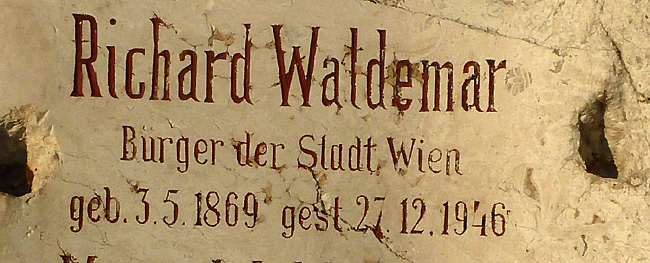 Richard Waldemar
Bürger der Stadt Wien
geb. 3.5.1869 gest. 27.12.1946